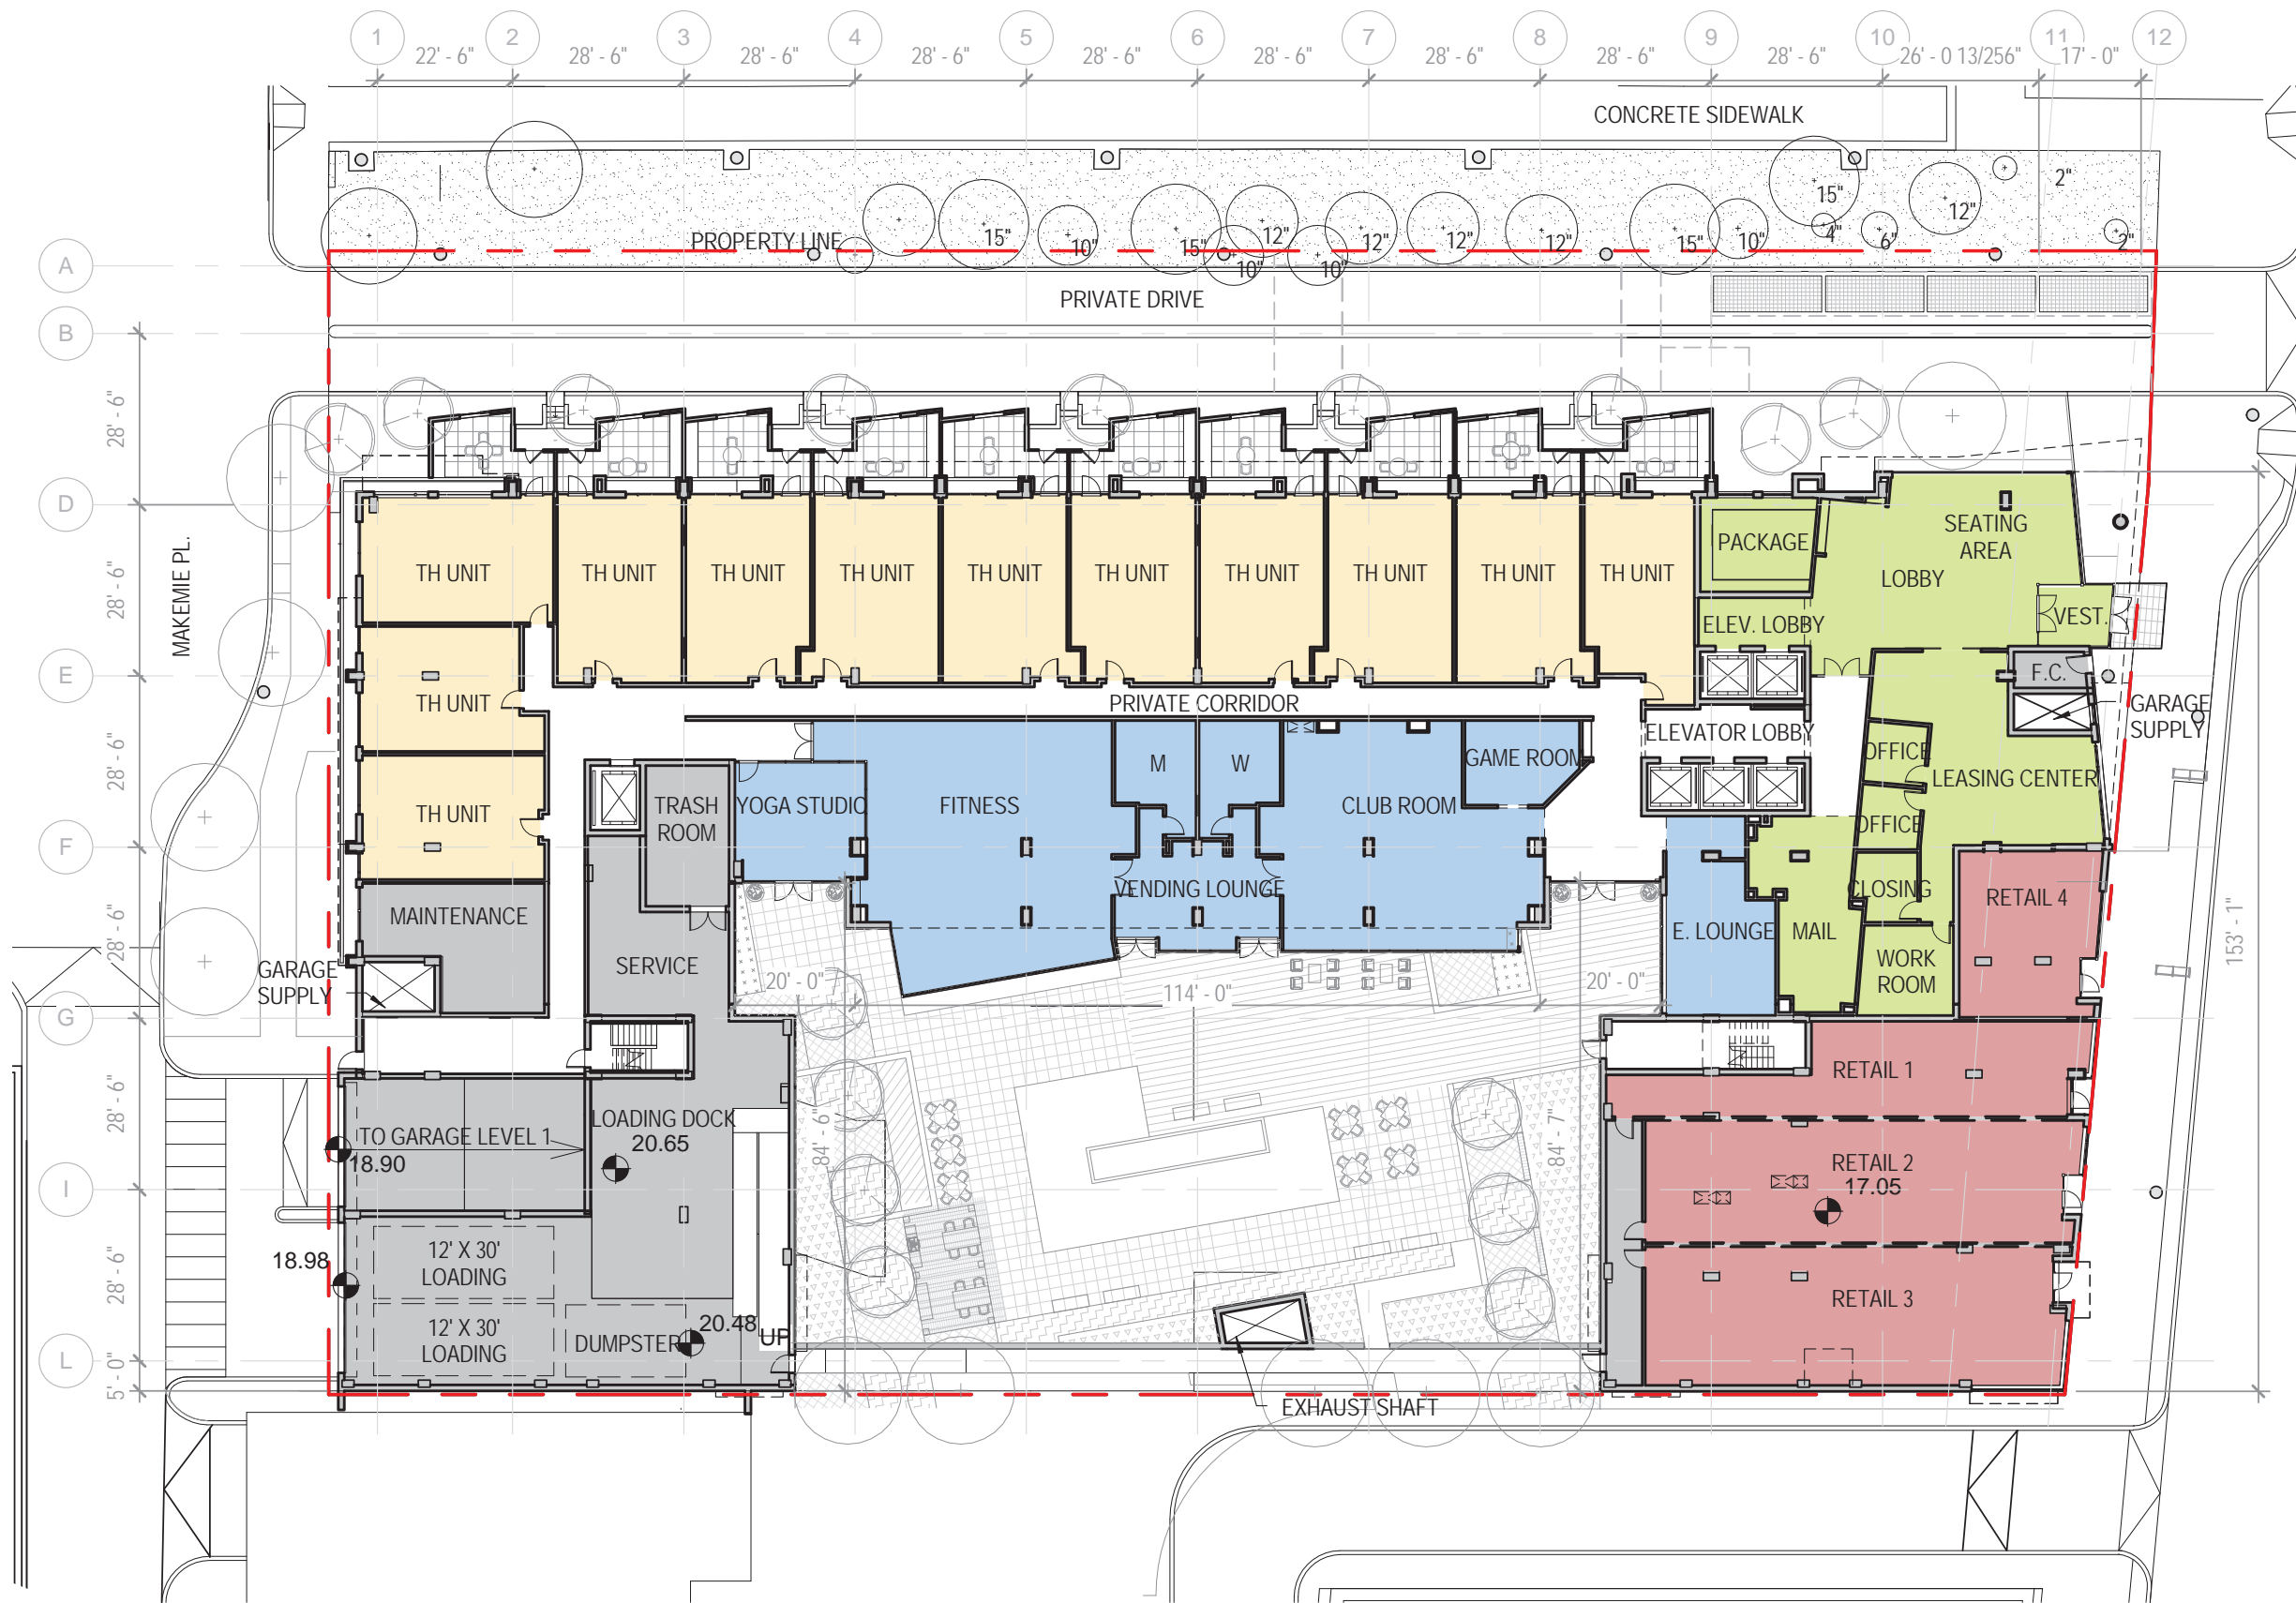 1 2 3 4 5 6 7 8 9 10 11 12
22' - 6" 28' - 6" 28' - 6" 28' - 6" 28' - 6" 28' - 6" 28' - 6" 28' - 6" 28' - 6" 26' - 0 13/256" 17' - 0"
CONCRETE SIDEWALK
2"
15"
12"
15" 10" 15" 12" 12" 12" 12" 15" 10" 4" 6" 2"
PROPERTY LINE
10" 10"
A
PRIVATE DRIVE
B
28' - 6"
D
SEATING
AREA
PACKAGE
MAKEMIE PL.
28' - 6"
TH UNIT TH UNIT TH UNIT TH UNIT TH UNIT TH UNIT TH UNIT TH UNIT TH UNIT TH UNIT
LOBBY
ELEV. LOBBY
VEST.
E
F.C.
TH UNIT
PRIVATE CORRIDOR
GARAGE
SUPPLY
ELEVATOR LOBBY
28' - 6"
OFFICE
M W
GAME ROOM
LEASING CENTER
TRASH
ROOM
YOGA STUDIO
FITNESS
CLUB ROOM
TH UNIT
OFFICE
F
VENDING LOUNGE
CLOSING
RETAIL 4
28' - 6"
MAINTENANCE
E. LOUNGE
MAIL
153' - 1"
SERVICE
WORK
ROOM
GARAGE
SUPPLY
20' - 0"
114' - 0"
20' - 0"
G
RETAIL 1
28' - 6"
LOADING DOCK
20.65
TO GARAGE LEVEL 1
18.90
84' - 6"
84' - 7"
RETAIL 2
17.05
I
12' X 30'
LOADING
18.98
28' - 6"
RETAIL 3
12' X 30'
LOADING
DUMPSTER
20.48
UP
L
5' - 0"
EXHAUST SHAFT